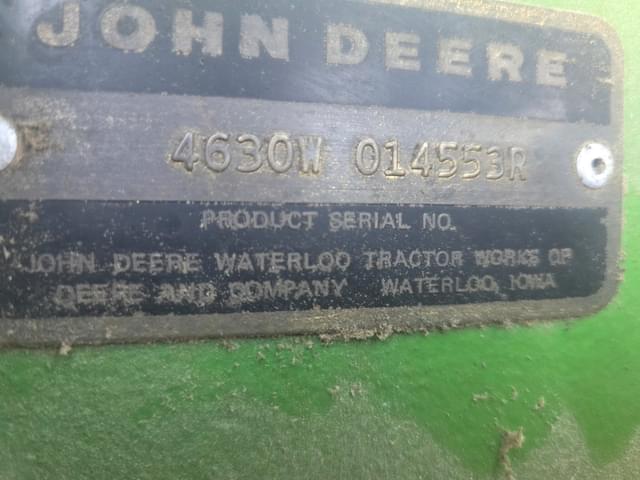 JOHN DEERE
4630W 014553R
PRODUCT SERIAL NO.
JOHN DEERE WATERLOO TRACTOR WORKS OF
DEERE AND COMPANY WATERLOO, IOWA